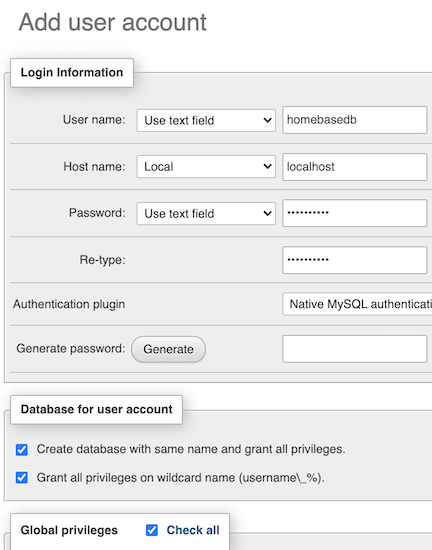 Add user account
Login Information
User name: Use text field homebasedb
Host name: Local localhost
Password: Use text field ••••••••••
Re-type: ••••••••••
Authentication plugin Native MySQL authenticati
Generate password: Generate
Database for user account
Create database with same name and grant all privileges.
Grant all privileges on wildcard name (username\_%).
Global privileges Check all